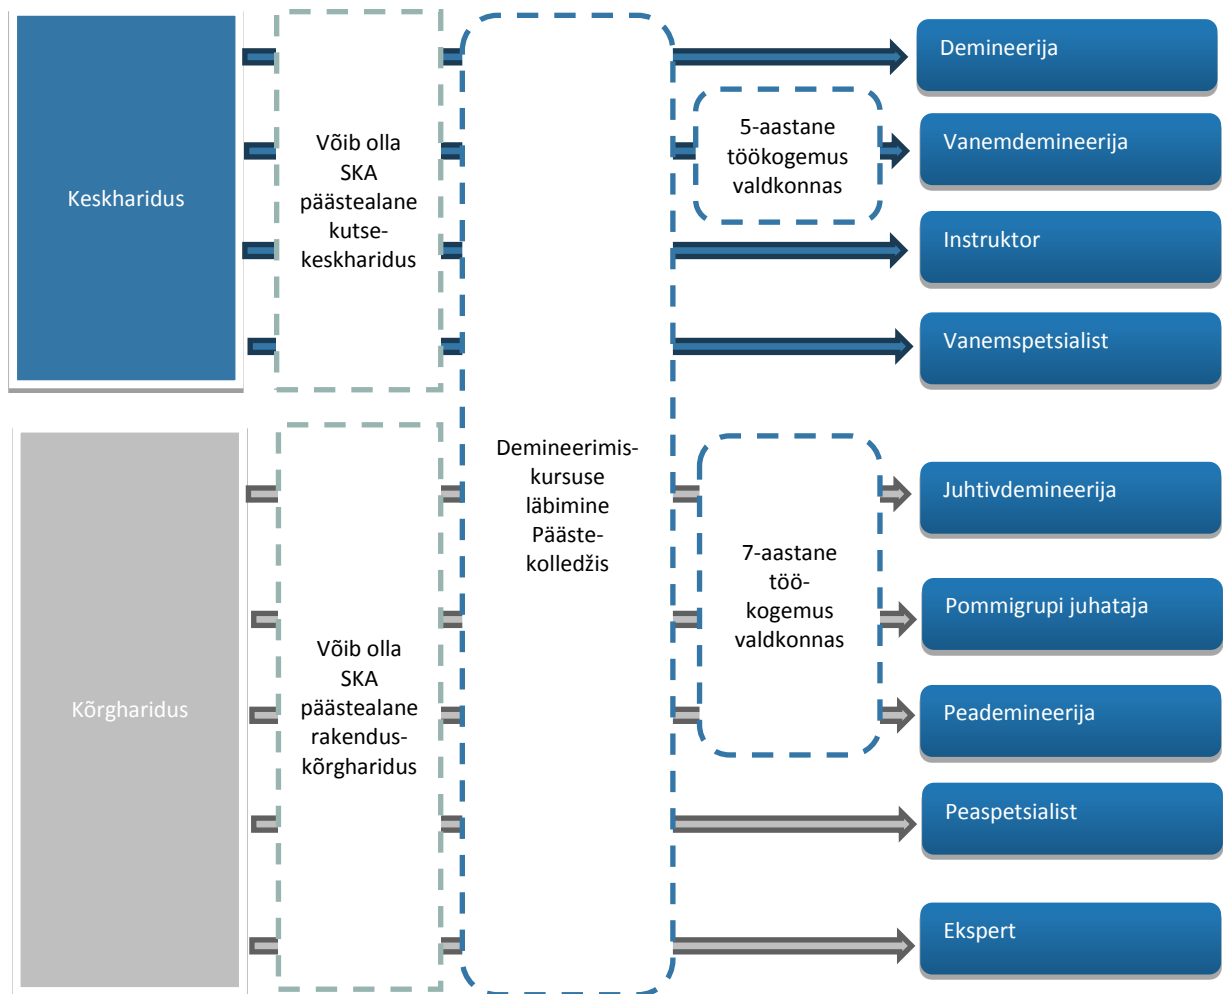 Keskharidus
Võib olla
SKA
päästealane
kutse-
keskharidus
Demineerija
5-aastane
töökogemus
valdkonnas
Vanemdemineerija
Instruktor
Vanemspetsialist
Kõrgharidus
Võib olla
SKA
päästealane
rakendus-
kõrgharidus
Demineerimis-
kursuse
läbimine
Pääste-
kolledžis
7-aastane
töö-
kogemus
valdkonnas
Juhtivdemineerija
Pommigrupi juhataja
Peademineerija
Peaspetsialist
Ekspert